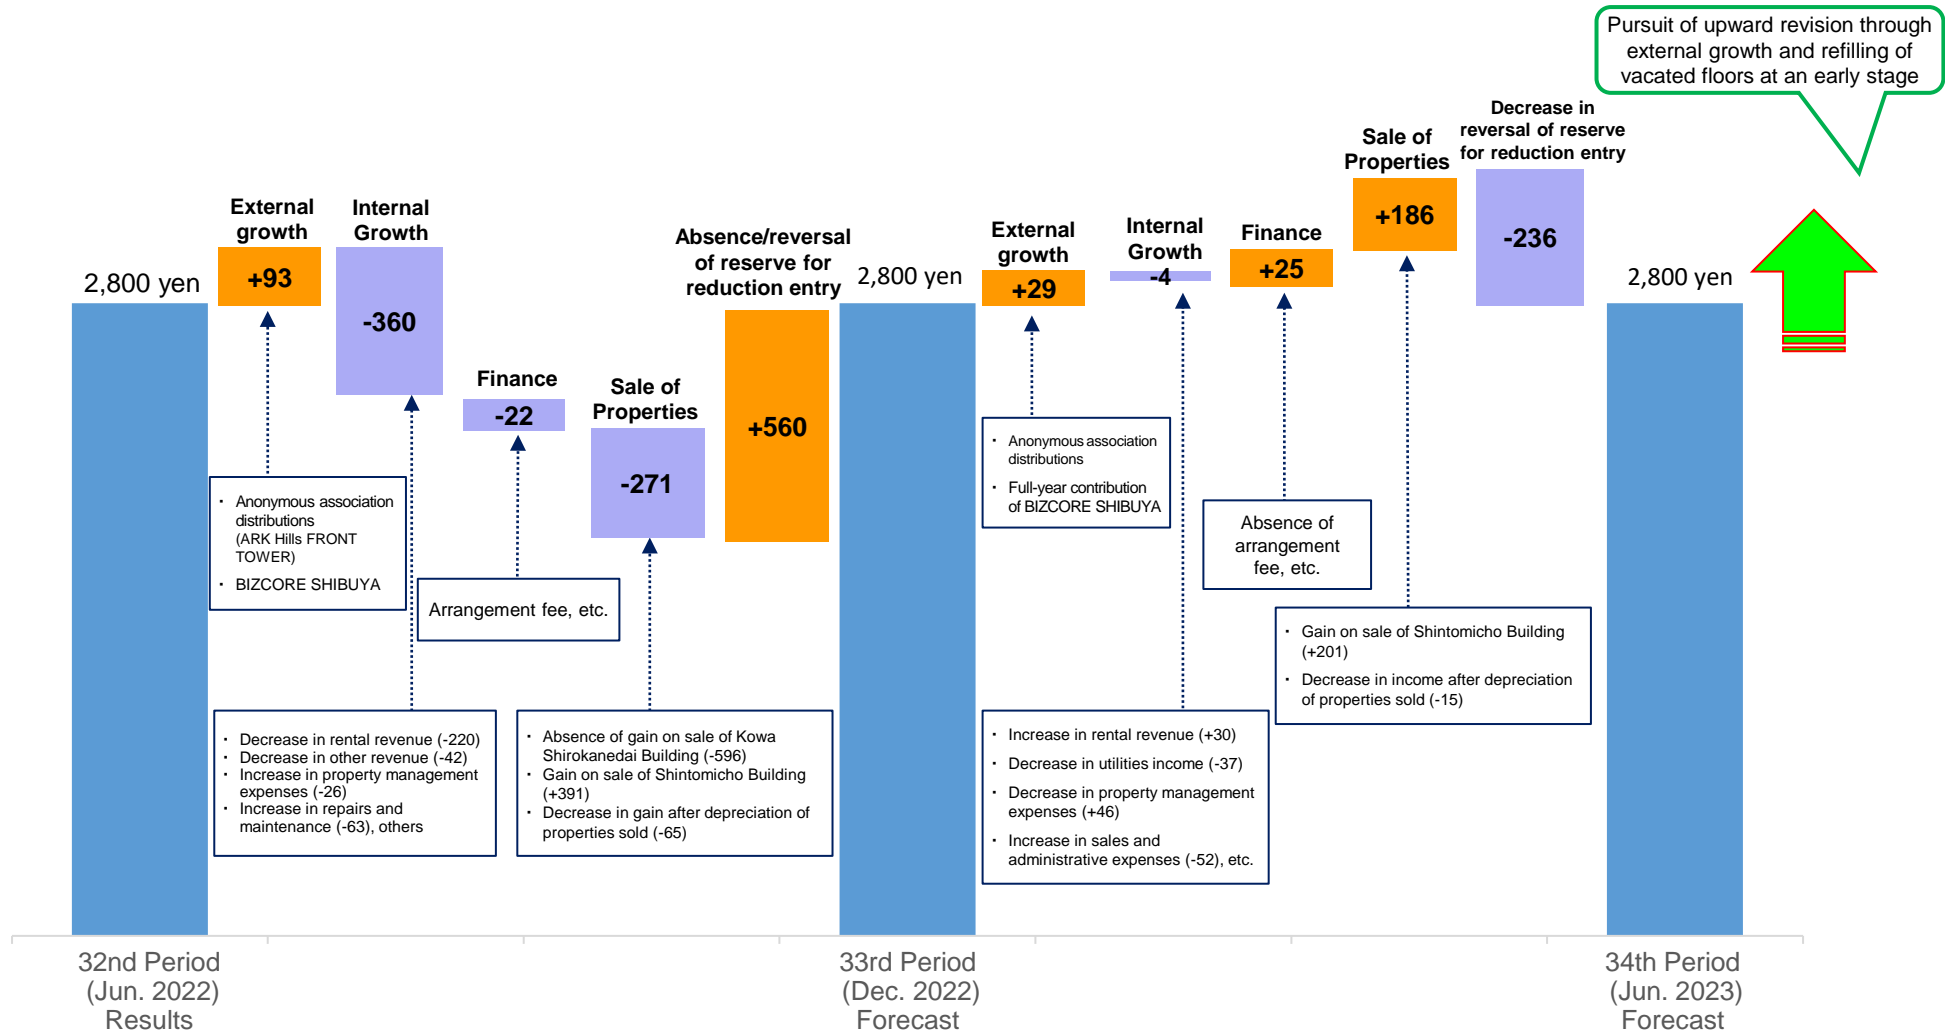 Pursuit of upward revision through
external growth and refilling of
vacated floors at an early stage
2,800 yen
External
growth
+93
Internal
Growth
-360
Finance
-22
Sale of
Properties
-271
Absence/reversal
of reserve for
reduction entry
+560
2,800 yen
External
growth
+29
Internal
Growth
-4
Finance
+25
Sale of
Properties
+186
Decrease in
reversal of reserve
for reduction entry
-236
2,800 yen
・ Anonymous association
distributions
(ARK Hills FRONT
TOWER)
・ BIZCORE SHIBUYA
Arrangement fee, etc.
・ Decrease in rental revenue (-220)
・ Decrease in other revenue (-42)
・ Increase in property management
expenses (-26)
・ Increase in repairs and
maintenance (-63), others
・ Absence of gain on sale of Kowa
Shirokanedai Building (-596)
・ Gain on sale of Shintomicho Building
(+391)
・ Decrease in gain after depreciation of
properties sold (-65)
・ Anonymous association
distributions
・ Full-year contribution
of BIZCORE SHIBUYA
Absence of
arrangement
fee, etc.
・ Gain on sale of Shintomicho Building
(+201)
・ Decrease in income after depreciation
of properties sold (-15)
・ Increase in rental revenue (+30)
・ Decrease in utilities income (-37)
・ Decrease in property management
expenses (+46)
・ Increase in sales and
administrative expenses (-52), etc.
32nd Period
(Jun. 2022)
Results
33rd Period
(Dec. 2022)
Forecast
34th Period
(Jun. 2023)
Forecast